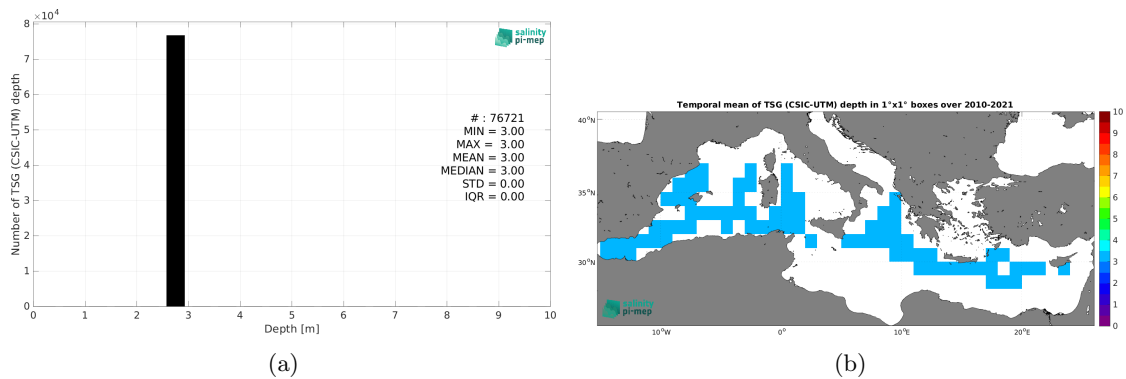 ×10⁴
8
7
6
5
4
3
2
1
0
Number of TSG (CSIC-UTM) depth
salinity
pi-mep
# : 76721
MIN = 3.00
MAX =  3.00
MEAN = 3.00
MEDIAN = 3.00
STD = 0.00
IQR = 0.00
0 1 2 3 4 5 6 7 8 9 10
Depth [m]
(a)
Temporal mean of TSG (CSIC-UTM) depth in 1°x1° boxes over 2010-2021
40°N
35°N
30°N
salinity
pi-mep
10°W 0° 10°E 20°E
10
9
8
7
6
5
4
3
2
1
0
(b)